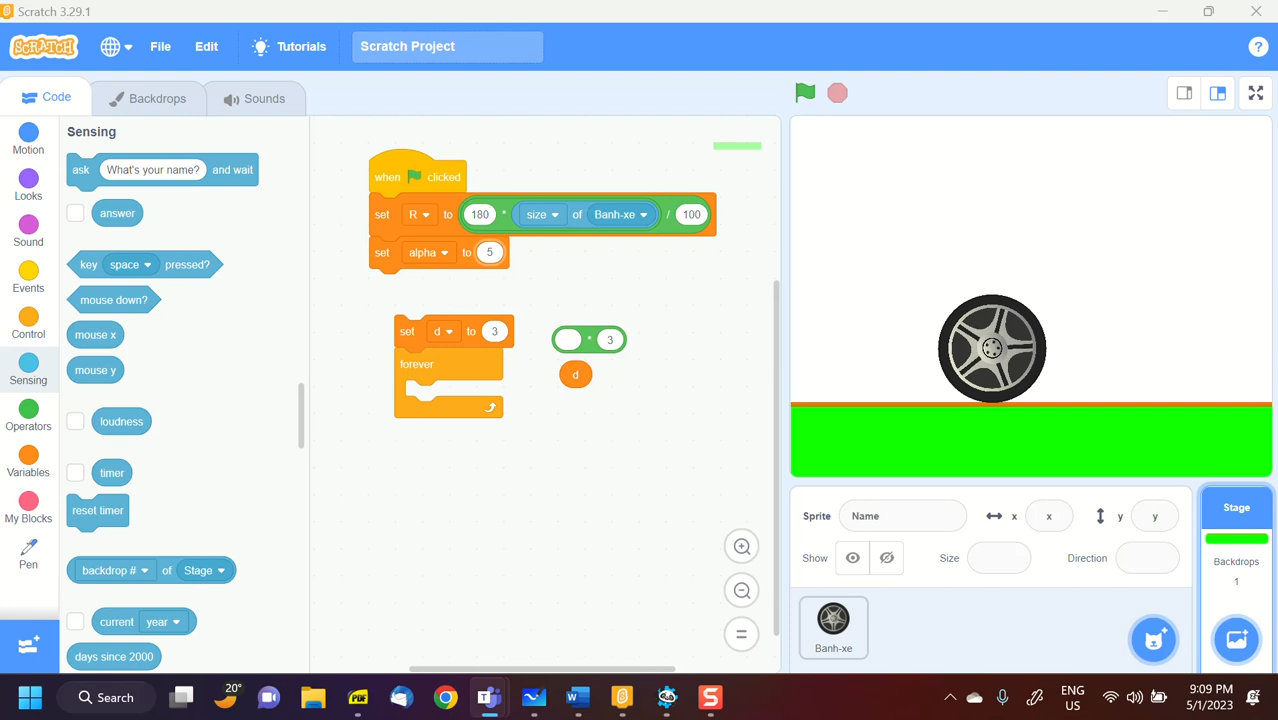 Scratch 3.29.1
SCRATCH File Edit Tutorials Scratch Project ?
Code Backdrops Sounds
Motion
Looks
Sound
Events
Control
Sensing
Operators
Variables
My Blocks
Pen
Sensing
ask What's your name? and wait
answer
key space pressed?
mouse down?
mouse x
mouse y
loudness
timer
reset timer
backdrop # of Stage
current year
days since 2000
when clicked
set R to 180 * size of Banh-xe / 100
set alpha to 5
set d to 3
forever
* 3
d
Sprite Name x x y y
Show Size Direction
Banh-xe
Stage
Backdrops
1
Search 20° PDF W S ENG US 9:09 PM 5/1/2023